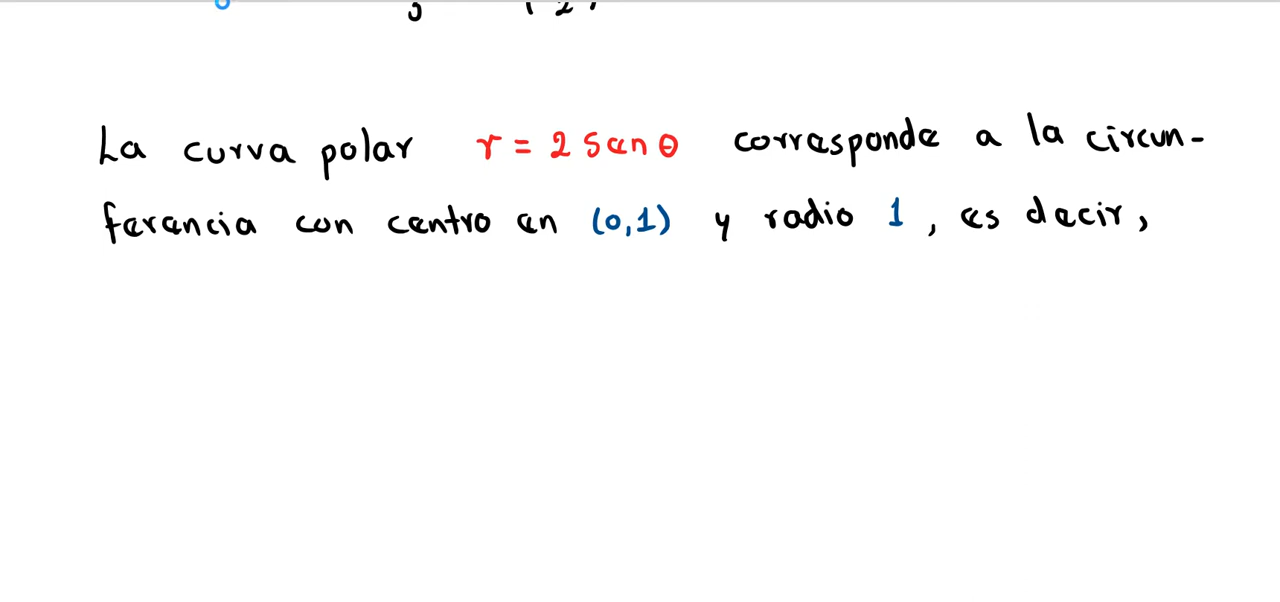 La curva polar r = 2 sen θ corresponde a la circun-
ferencia con centro en (0,1) y radio 1, es decir,